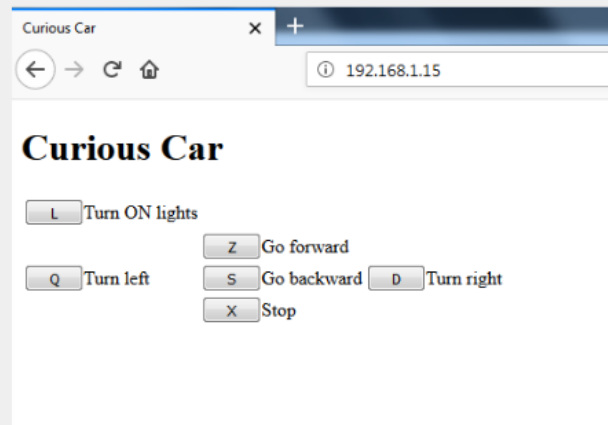 Curious Car
192.168.1.15
Curious Car
L Turn ON lights
Z Go forward
Q Turn left S Go backward D Turn right
X Stop